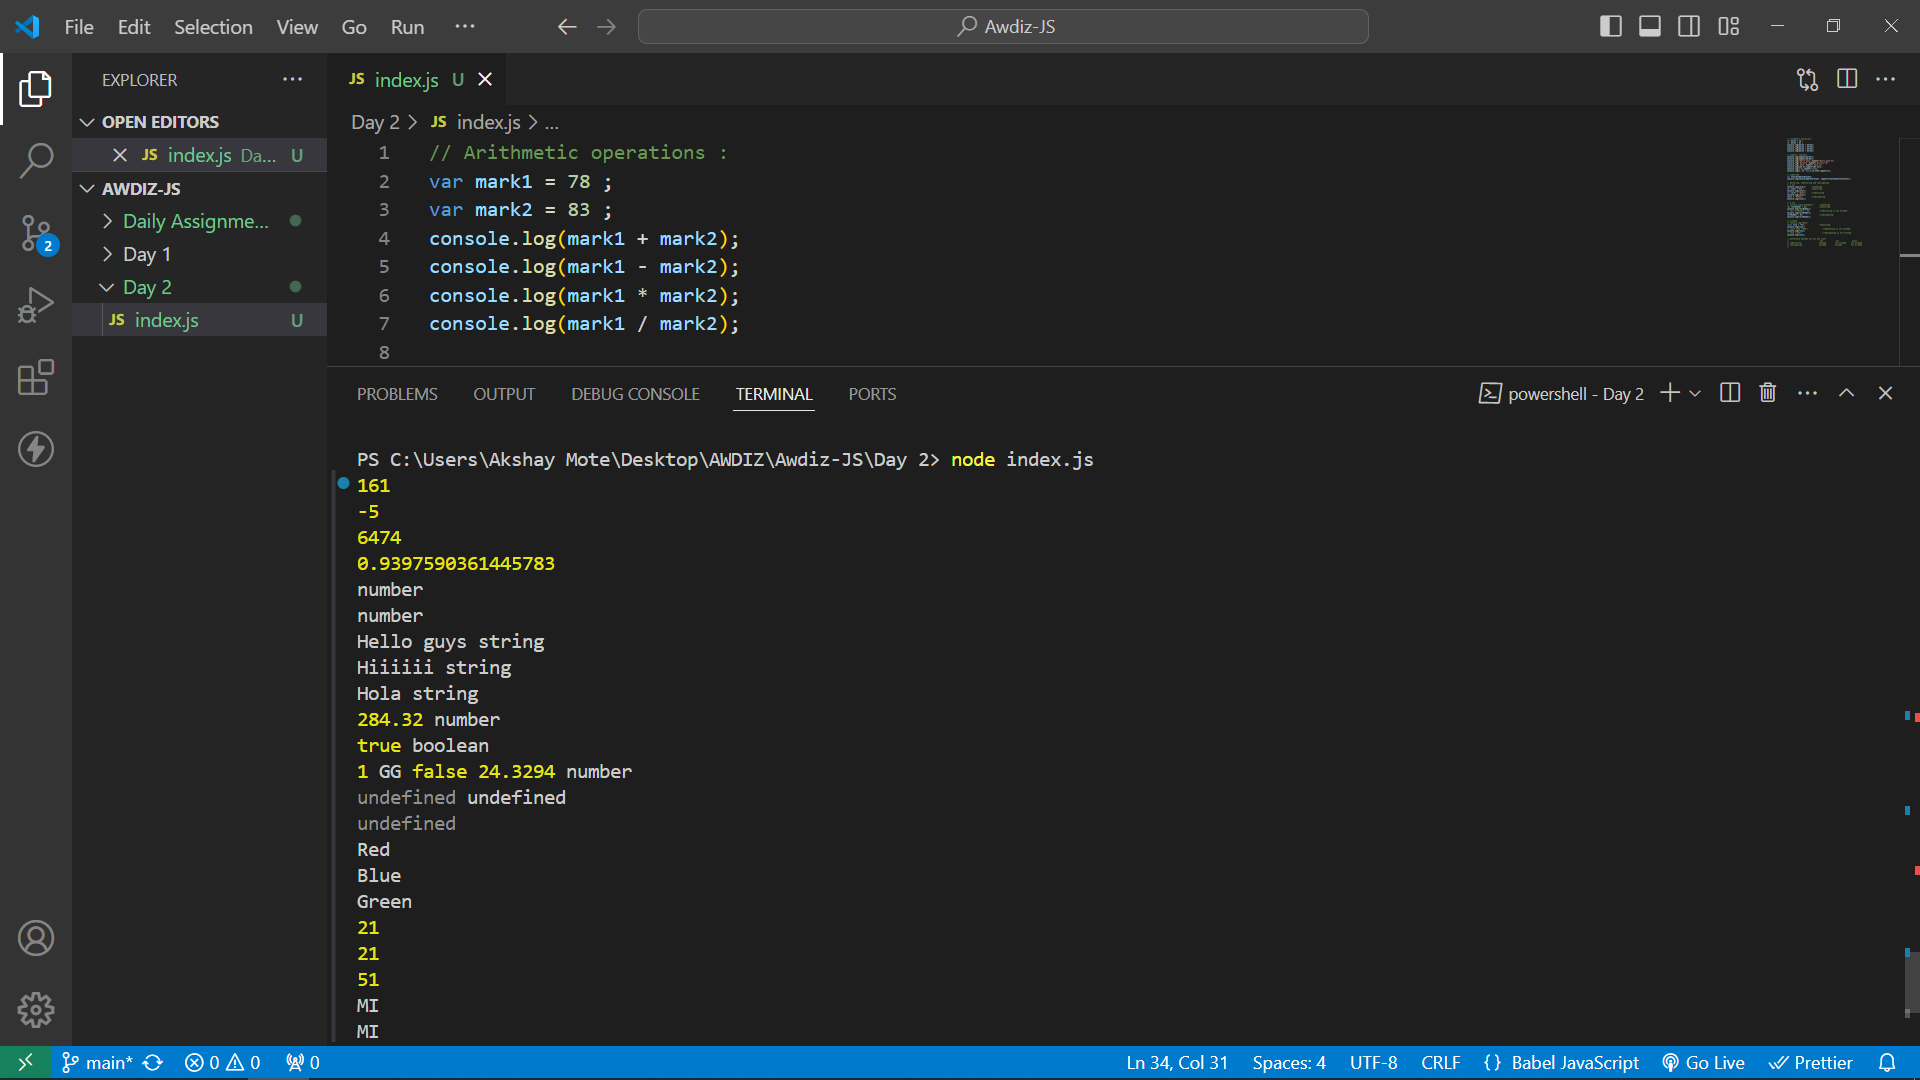 File Edit Selection View Go Run ···
Awdiz-JS
EXPLORER ···
OPEN EDITORS
JS index.js Da... U
AWDIZ-JS
Daily Assignme...
Day 1
Day 2
JS index.js U
2
JS index.js U
Day 2 > JS index.js > ...
1 // Arithmetic operations :
2 var mark1 = 78 ;
3 var mark2 = 83 ;
4 console.log(mark1 + mark2);
5 console.log(mark1 - mark2);
6 console.log(mark1 * mark2);
7 console.log(mark1 / mark2);
8
PROBLEMS OUTPUT DEBUG CONSOLE TERMINAL PORTS
powershell - Day 2
PS C:\Users\Akshay Mote\Desktop\AWDIZ\Awdiz-JS\Day 2> node index.js
161
-5
6474
0.9397590361445783
number
number
Hello guys string
Hiiiiii string
Hola string
284.32 number
true boolean
1 GG false 24.3294 number
undefined undefined
undefined
Red
Blue
Green
21
21
51
MI
MI
main* 0 0 0
Ln 34, Col 31 Spaces: 4 UTF-8 CRLF {} Babel JavaScript Go Live Prettier